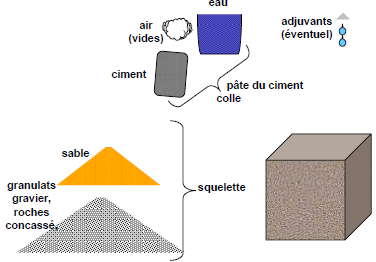 eau
air
(vides)
adjuvants
(éventuel)
ciment
pâte du ciment
colle
sable
granulats
gravier,
roches
concassé,
squelette